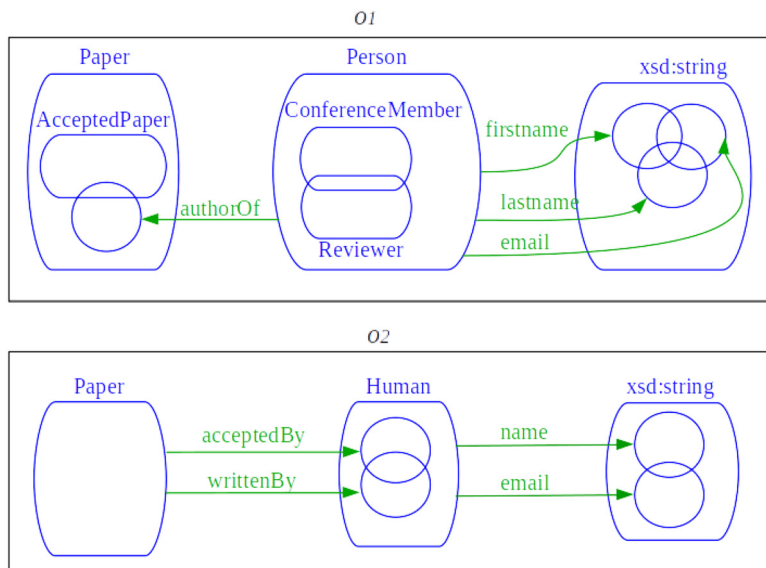 O1
Paper
Person
xsd:string
AcceptedPaper
ConferenceMember
firstname
authorOf
lastname
Reviewer
email
O2
Paper
Human
xsd:string
acceptedBy
name
writtenBy
email